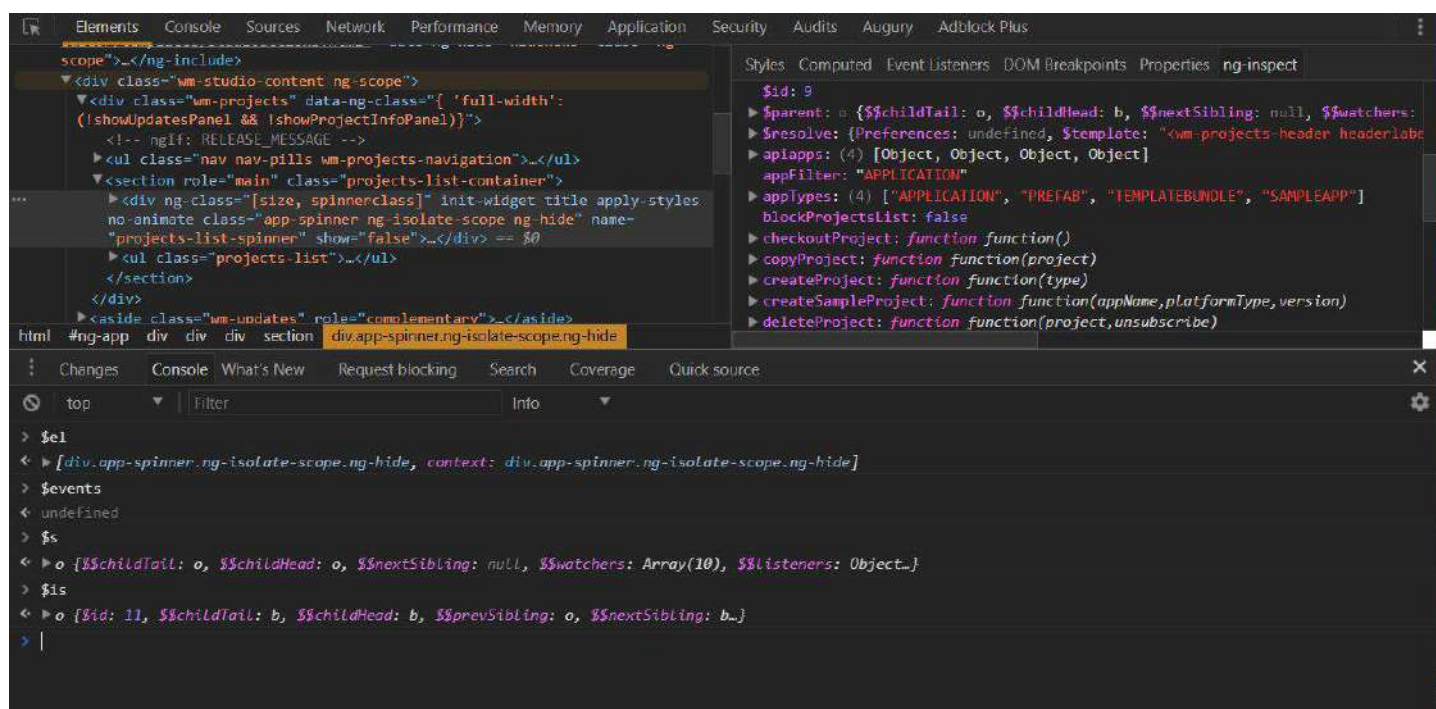 Elements Console Sources Network Performance Memory Application Security Audits Augury Adblock Plus
scope">…</ng-include>
▼<div class="wm-studio-content ng-scope">
▼<div class="wm-projects" data-ng-class="{ 'full-width':
(!showUpdatesPanel && !showProjectInfoPanel)}">
<!-- ngIf: RELEASE_MESSAGE -->
▶<ul class="nav nav-pills wm-projects-navigation">…</ul>
▼<section role="main" class="projects-list-container">
▶<div ng-class="[size, spinnerclass]" init-widget title apply-styles
no-animate class="app-spinner ng-isolate-scope ng-hide" name=
"projects-list-spinner" show="false">…</div> == $0
▶<ul class="projects-list">…</ul>
</section>
</div>
▶<aside class="wm-updates" role="complementary">…</aside>
html #ng-app div div div section div.app-spinner.ng-isolate-scope.ng-hide
Styles Computed Event Listeners DOM Breakpoints Properties ng-inspect
$id: 9
▶$parent: o {$$childTail: o, $$childHead: b, $$nextSibling: null, $$watchers:
▶$resolve: {Preferences: undefined, $template: "<wm-projects-header headerlabe
▶apiapps: (4) [Object, Object, Object, Object]
appFilter: "APPLICATION"
▶appTypes: (4) ["APPLICATION", "PREFAB", "TEMPLATEBUNDLE", "SAMPLEAPP"]
blockProjectsList: false
▶checkoutProject: function function()
▶copyProject: function function(project)
▶createProject: function function(type)
▶createSampleProject: function function(appName,platformType,version)
▶deleteProject: function function(project,unsubscribe)
Changes Console What's New Request blocking Search Coverage Quick source
top ▼ Filter Info ▼
> $el
▶[div.app-spinner.ng-isolate-scope.ng-hide, context: div.app-spinner.ng-isolate-scope.ng-hide]
> $events
undefined
> $s
▶o {$$childTail: o, $$childHead: o, $$nextSibling: null, $$watchers: Array(10), $$listeners: Object…}
> $is
▶o {$id: 11, $$childTail: b, $$childHead: b, $$prevSibling: o, $$nextSibling: b…}
>